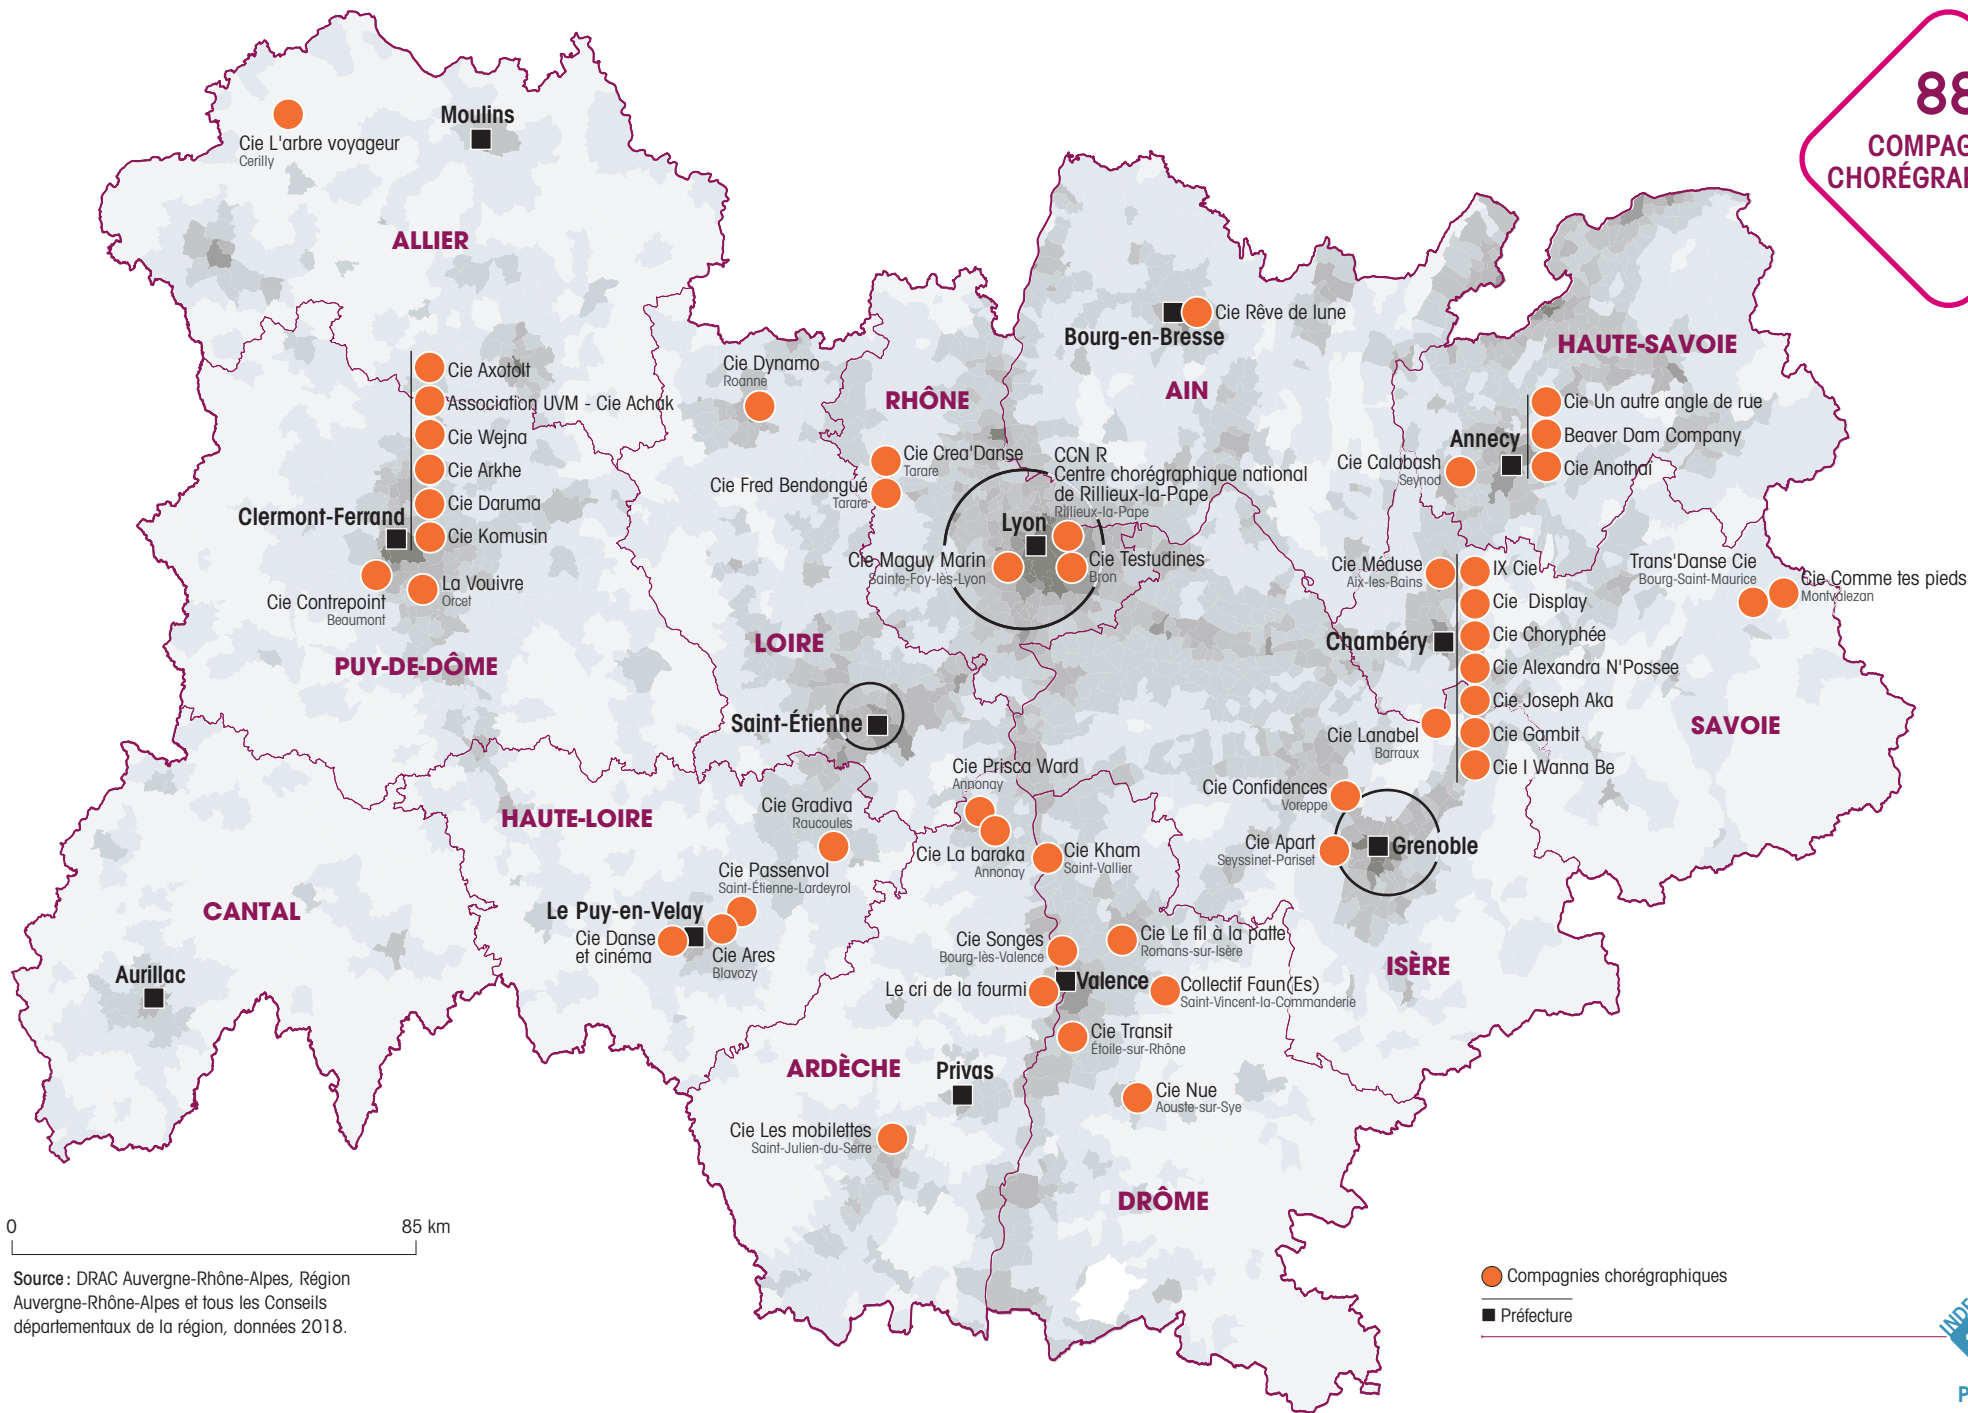 88
COMPAG
CHORÉGRA
Moulins
Cie L'arbre voyageur
Cerilly
ALLIER
Cie Rêve de lune
Bourg-en-Bresse
AIN
HAUTE-SAVOIE
Cie Un autre angle de rue
Beaver Dam Company
Cie Anothaï
Annecy
Cie Calabash
Seynod
Cie Dynamo
Roanne
RHÔNE
Cie Crea'Danse
Tarare
Cie Fred Bendongué
Tarare
CCN R
Centre chorégraphique national
de Rillieux-la-Pape
Rillieux-la-Pape
Lyon
Cie Maguy Marin
Sainte-Foy-lès-Lyon
Cie Testudines
Bron
Cie Axotolt
Association UVM - Cie Achak
Cie Wejna
Cie Arkhe
Cie Daruma
Cie Komusin
Clermont-Ferrand
Cie Contrepoint
Beaumont
La Vouivre
Orcet
PUY-DE-DÔME
LOIRE
Saint-Étienne
Cie Méduse
Aix-les-Bains
IX Cie
Cie Display
Cie Choryphée
Cie Alexandra N'Possee
Cie Joseph Aka
Cie Gambit
Cie I Wanna Be
Chambéry
Trans'Danse Cie
Bourg-Saint-Maurice
Cie Comme tes pieds
Montvalezan
SAVOIE
Cie Lanabel
Barraux
Cie Confidences
Voreppe
Cie Apart
Seyssinet-Pariset
Grenoble
ISÈRE
Cie Prisca Ward
Annonay
Cie La baraka
Annonay
Cie Kham
Saint-Vallier
HAUTE-LOIRE
Cie Gradiva
Raucoules
Cie Passenvol
Saint-Étienne-Lardeyrol
Le Puy-en-Velay
Cie Danse
et cinéma
Cie Ares
Blavozy
CANTAL
Aurillac
Cie Songes
Bourg-lès-Valence
Cie Le fil à la patte
Romans-sur-Isère
Valence
Le cri de la fourmi
Collectif Faun(Es)
Saint-Vincent-la-Commanderie
Cie Transit
Étoile-sur-Rhône
ARDÈCHE
Privas
Cie Nue
Aouste-sur-Sye
Cie Les mobilettes
Saint-Julien-du-Serre
DRÔME
0 85 km
Source : DRAC Auvergne-Rhône-Alpes, Région
Auvergne-Rhône-Alpes et tous les Conseils
départementaux de la région, données 2018.
Compagnies chorégraphiques
Préfecture
INDE
P